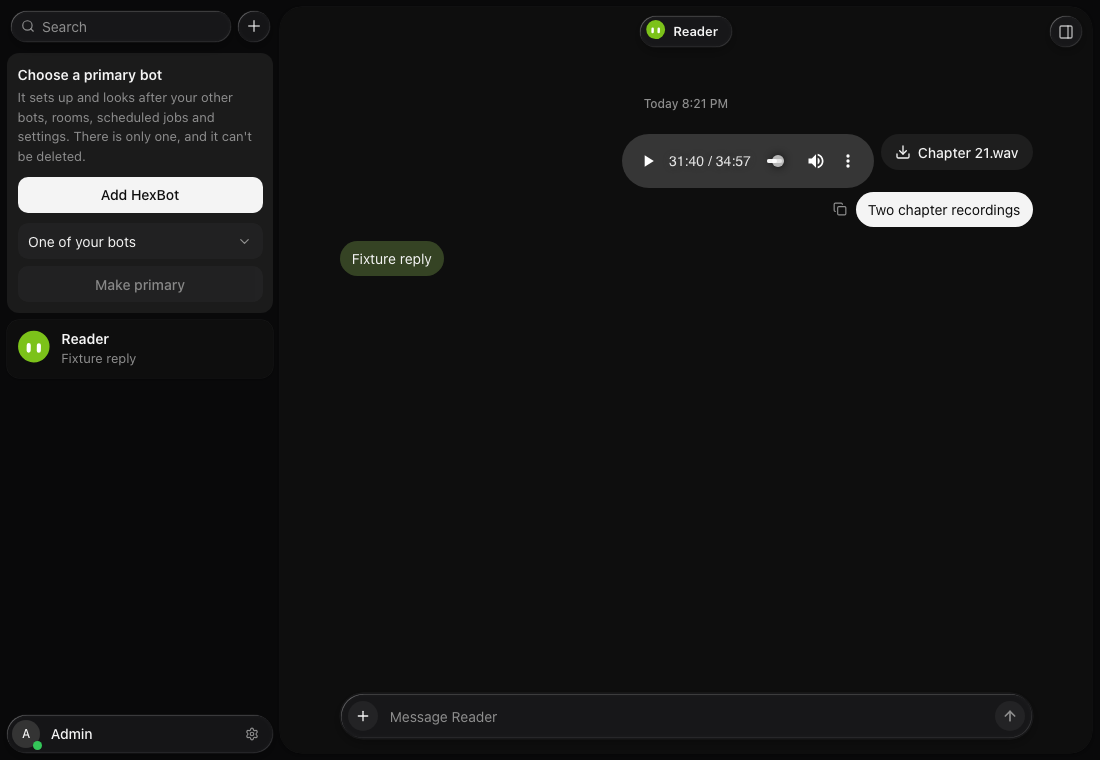 Search
Choose a primary bot
It sets up and looks after your other
bots, rooms, scheduled jobs and
settings. There is only one, and it can't
be deleted.
Add HexBot
One of your bots
Make primary
Reader
Fixture reply
A
Admin
Reader
Today 8:21 PM
31:40 / 34:57
Chapter 21.wav
Two chapter recordings
Fixture reply
Message Reader